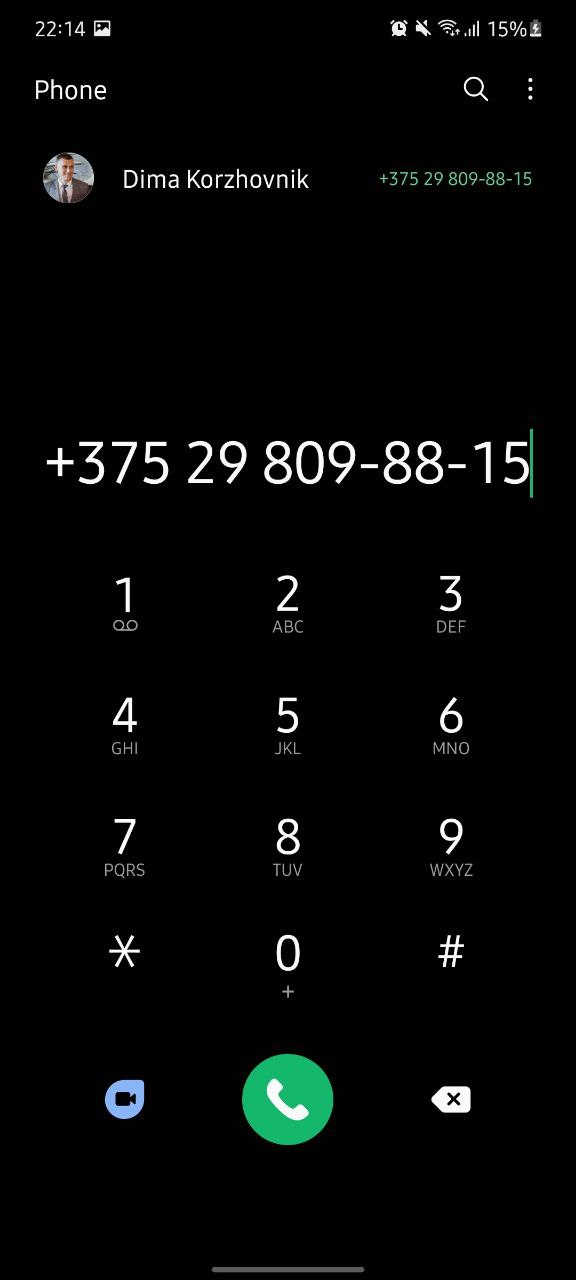 22:14 15%
Phone
Dima Korzhovnik +375 29 809-88-15
+375 29 809-88-15
1 2 3
ABC DEF
4 5 6
GHI JKL MNO
7 8 9
PQRS TUV WXYZ
* 0 #
+